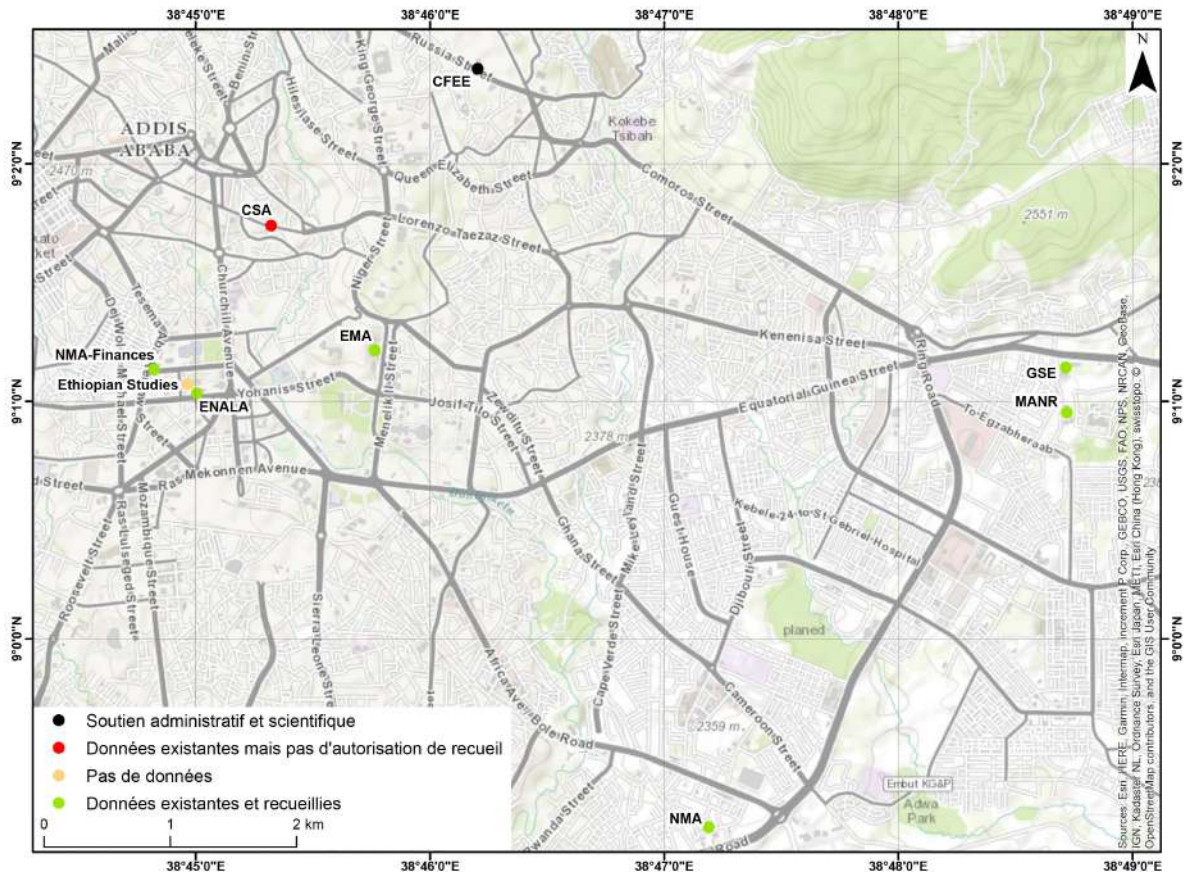 38°45'0"E 38°46'0"E 38°47'0"E 38°48'0"E 38°49'0"E
N
Russia Street
CFEE
King George Street
Benin Street
Hilesilase Street
Kokebe
Tsibah
ADDIS
ABABA
2470 m
9°2'0"N
9°2'0"N
Queen Elizabeth Street
Comoros Street
CSA
2551 m
Lorenzo Taezaz Street
Niger Street
Churchill Avenue
EMA
Kenenisa Street
NMA-Finances
Ring Road
GSE
Ethiopian Studies
ENALA
Yohanis Street
Menelik II Street
Josif Tito Street
Zewditu Street
Equatorial Guinea Street
MANR
To Egzabheraab
9°1'0"N
9°1'0"N
2378 m
Ras Mekonnen Avenue
Mozambique Street
Ras Lulseged Street
Roosevelt Street
Sierra Leone Street
Ghana Street
Guest House
Djibouti Street
Kebele 24 to St Gebriel Hospital
planed
9°0'0"N
9°0'0"N
Cape Verde Street
Africa Ave Bole Road
Cameroon Street
2359 m
Embut KG&P
Adwa
Park
NMA
Road
Soutien administratif et scientifique
Données existantes mais pas d'autorisation de recueil
Pas de données
Données existantes et recueillies
0 1 2 km
Sources: Esri, HERE, Garmin, Intermap, increment P Corp., GEBCO, USGS, FAO, NPS, NRCAN, GeoBase,
IGN, Kadaster NL, Ordnance Survey, Esri Japan, METI, Esri China (Hong Kong), swisstopo, ©
OpenStreetMap contributors, and the GIS User Community
38°45'0"E 38°46'0"E 38°47'0"E 38°48'0"E 38°49'0"E